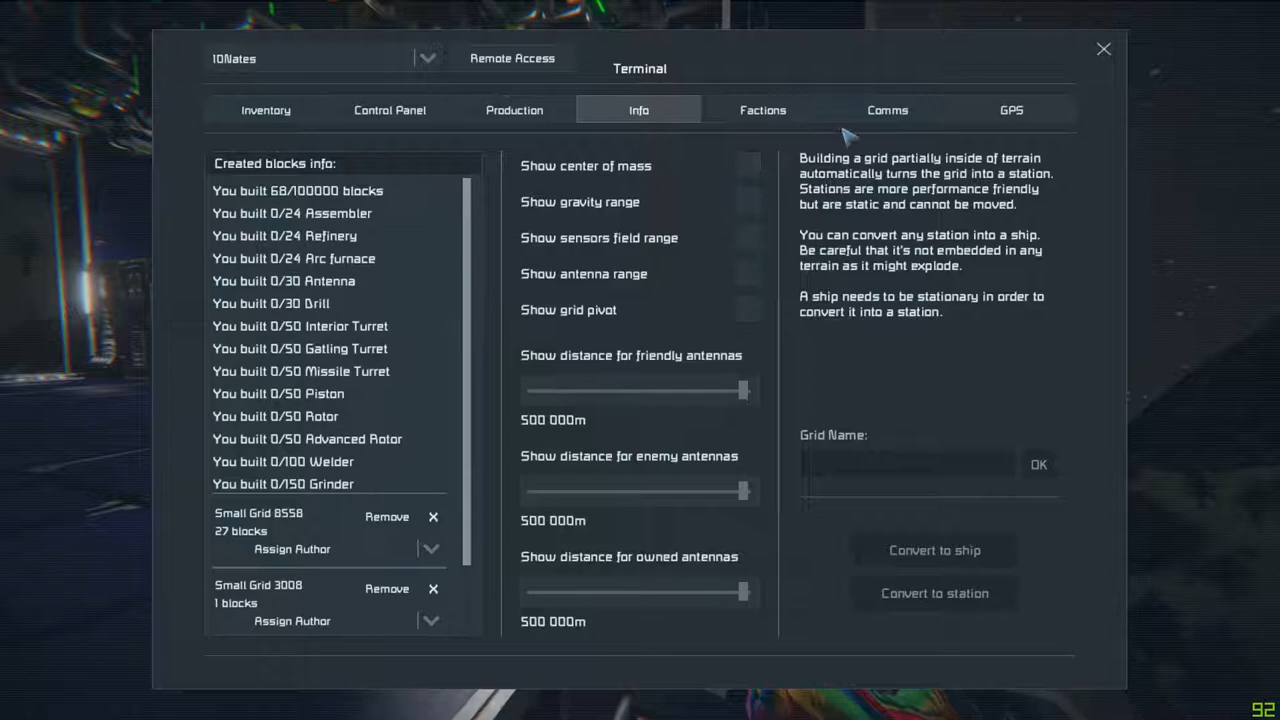 10Nates
Remote Access
Terminal
Inventory
Control Panel
Production
Info
Factions
Comms
GPS
Created blocks info:
You built 68/100000 blocks
You built 0/24 Assembler
You built 0/24 Refinery
You built 0/24 Arc furnace
You built 0/30 Antenna
You built 0/30 Drill
You built 0/50 Interior Turret
You built 0/50 Gatling Turret
You built 0/50 Missile Turret
You built 0/50 Piston
You built 0/50 Rotor
You built 0/50 Advanced Rotor
You built 0/100 Welder
You built 0/150 Grinder
Small Grid 8558
Remove
27 blocks
Assign Author
Small Grid 3008
Remove
1 blocks
Assign Author
Show center of mass
Show gravity range
Show sensors field range
Show antenna range
Show grid pivot
Show distance for friendly antennas
500 000m
Show distance for enemy antennas
500 000m
Show distance for owned antennas
500 000m
Building a grid partially inside of terrain
automatically turns the grid into a station.
Stations are more performance friendly
but are static and cannot be moved.
You can convert any station into a ship.
Be careful that it's not embedded in any
terrain as it might explode.
A ship needs to be stationary in order to
convert it into a station.
Grid Name:
OK
Convert to ship
Convert to station
92